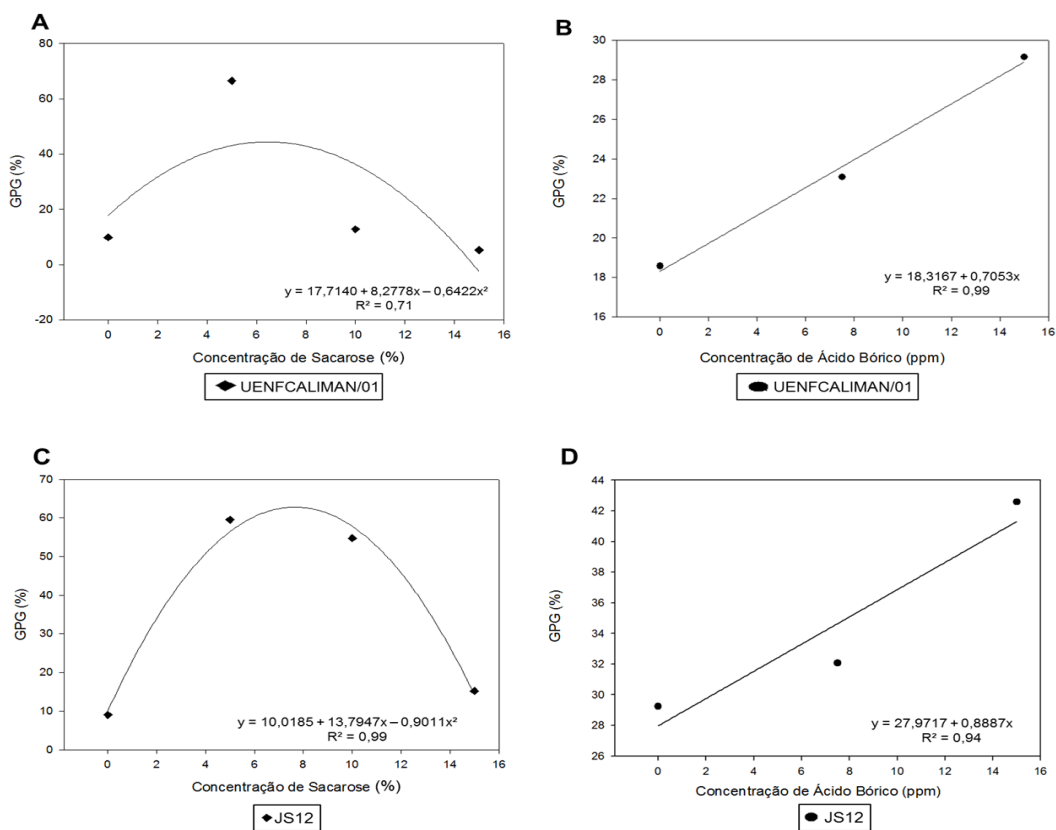 A
80
60
40
20
0
-20
GPG (%)
y = 17,7140 + 8,2778x – 0,6422x²
R² = 0,71
0 2 4 6 8 10 12 14 16
Concentração de Sacarose (%)
UENFCALIMAN/01
B
30
28
26
24
22
20
18
16
GPG (%)
y = 18,3167 + 0,7053x
R² = 0,99
0 2 4 6 8 10 12 14 16
Concentração de Ácido Bórico (ppm)
UENFCALIMAN/01
C
70
60
50
40
30
20
10
0
GPG (%)
y = 10,0185 + 13,7947x – 0,9011x²
R² = 0,99
0 2 4 6 8 10 12 14 16
Concentração de Sacarose (%)
JS12
D
44
42
40
38
36
34
32
30
28
26
GPG (%)
y = 27,9717 + 0,8887x
R² = 0,94
0 2 4 6 8 10 12 14 16
Concentração de Ácido Bórico (ppm)
JS12